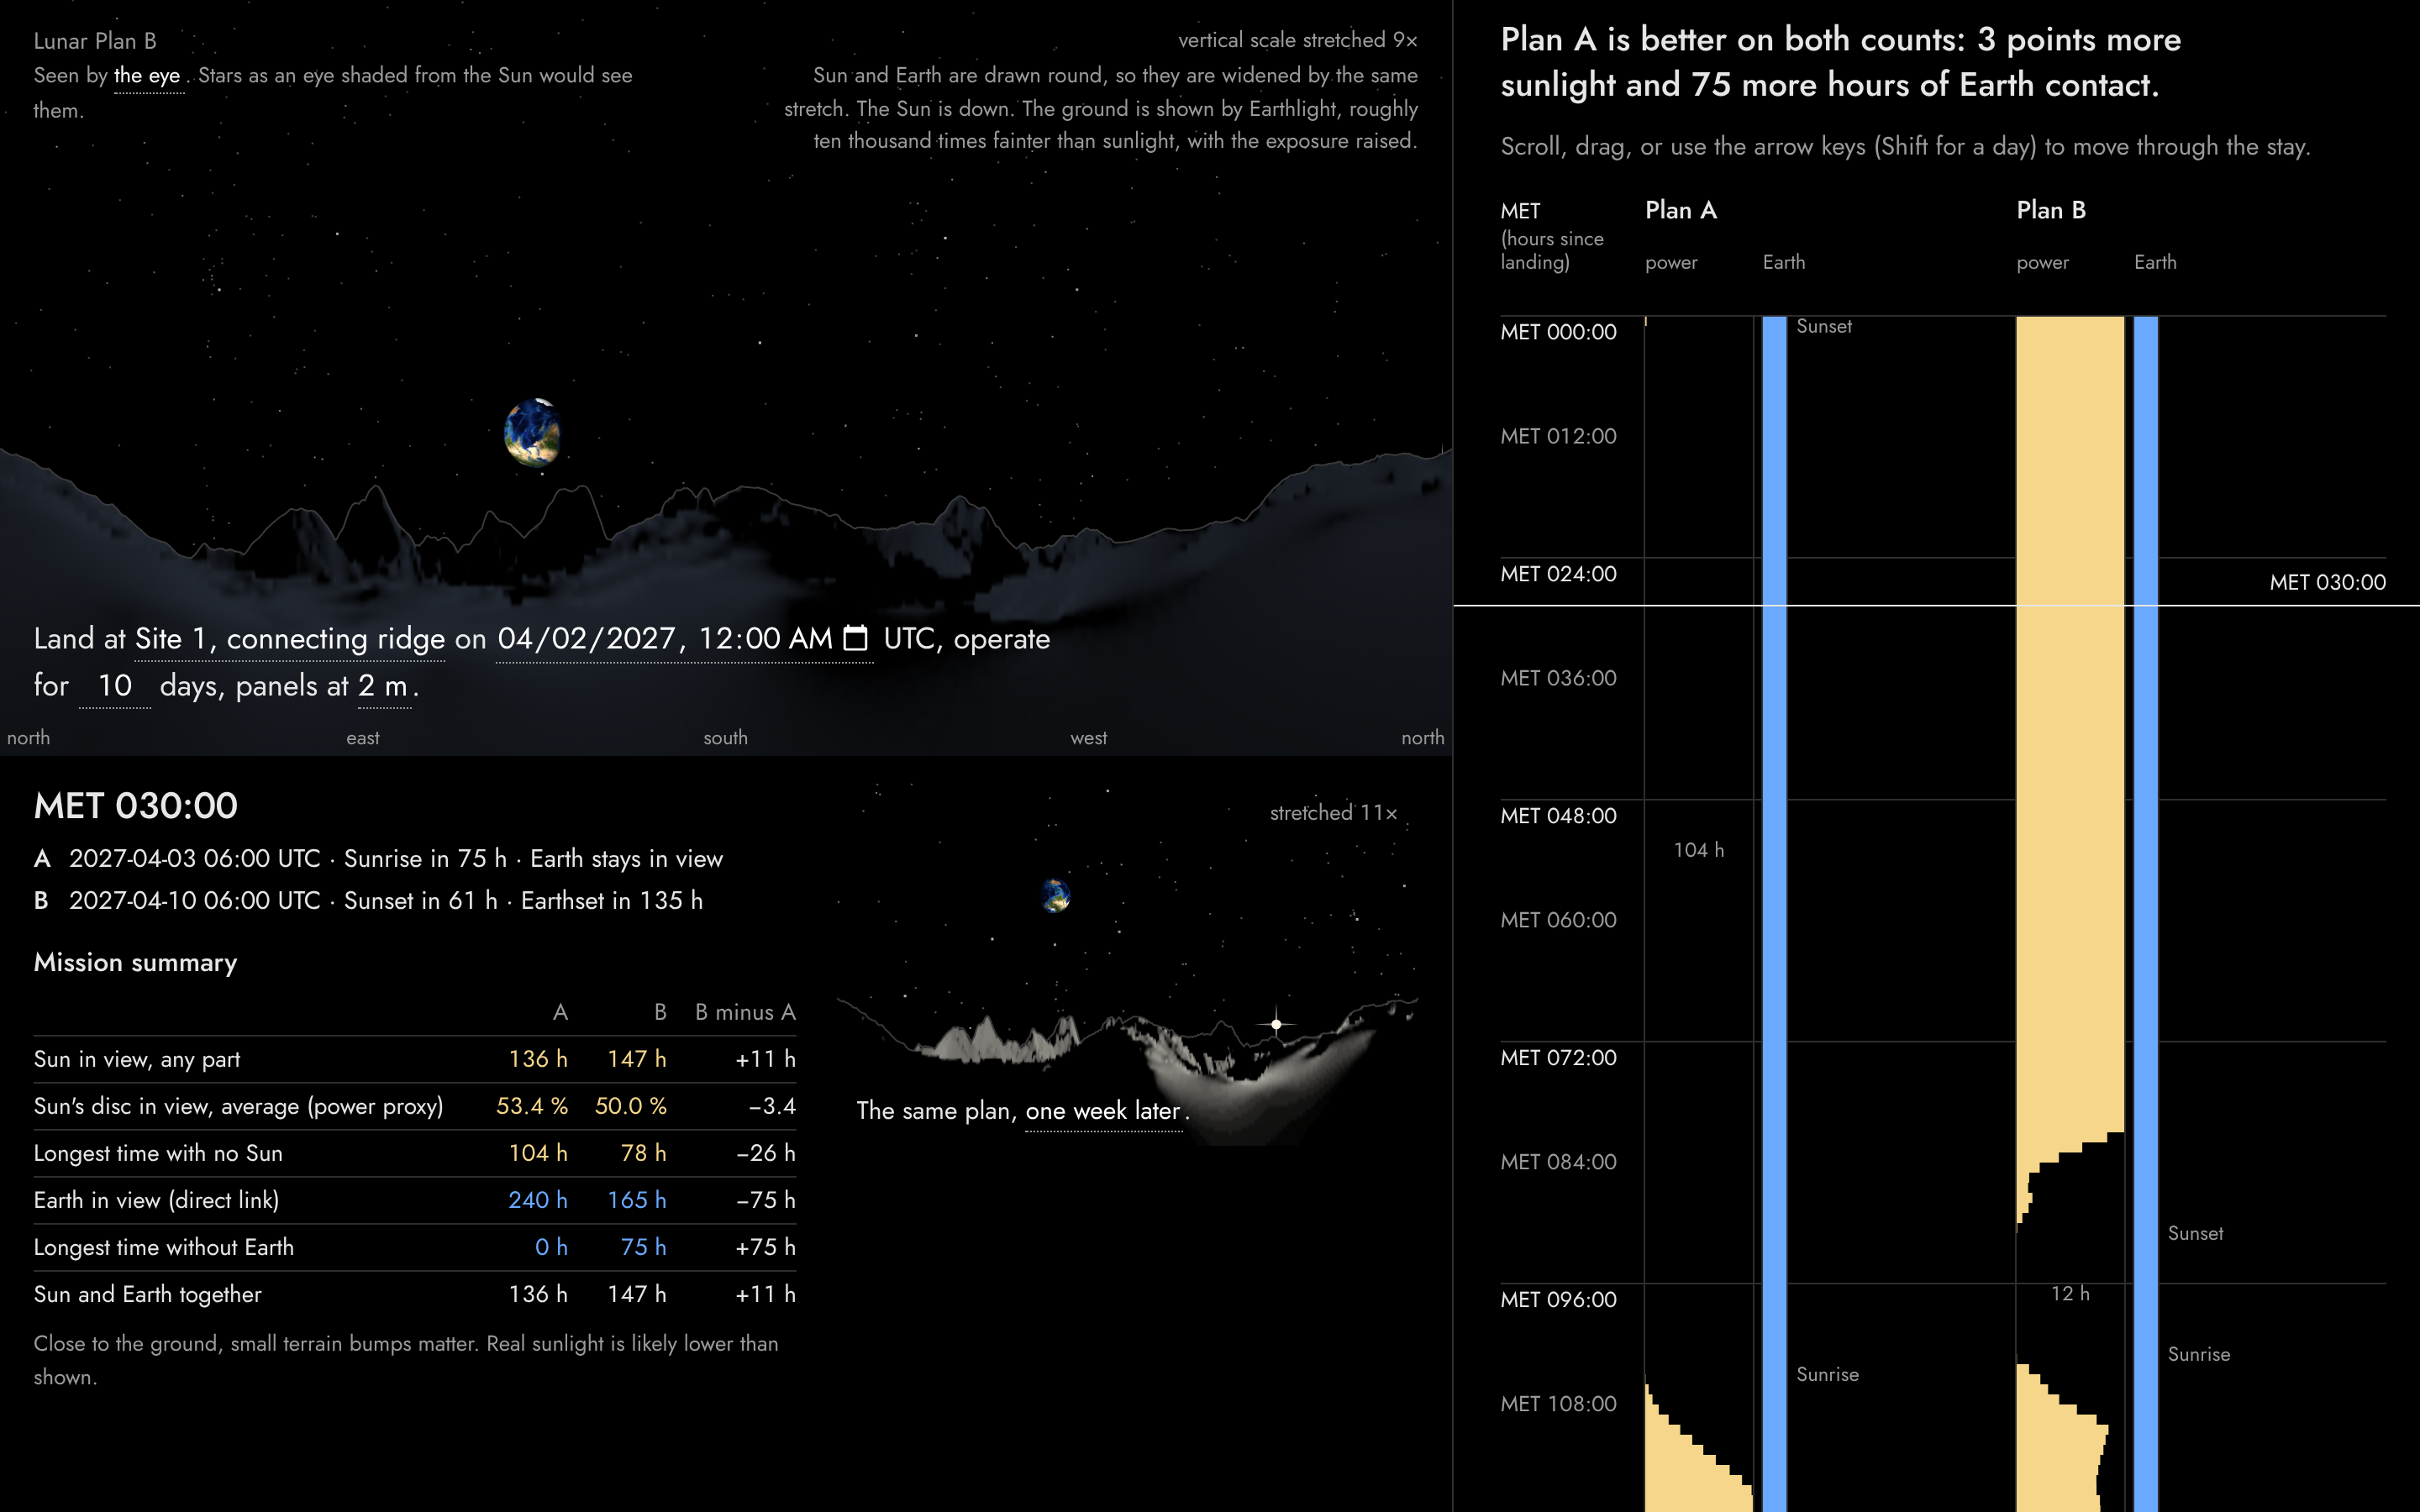 Lunar Plan B
Seen by the eye . Stars as an eye shaded from the Sun would see
them.
vertical scale stretched 9×
Sun and Earth are drawn round, so they are widened by the same
stretch. The Sun is down. The ground is shown by Earthlight, roughly
ten thousand times fainter than sunlight, with the exposure raised.
Land at Site 1, connecting ridge on 04/02/2027, 12:00 AM UTC, operate
for 10 days, panels at 2 m .
north east south west north
MET 030:00
A 2027-04-03 06:00 UTC · Sunrise in 75 h · Earth stays in view
B 2027-04-10 06:00 UTC · Sunset in 61 h · Earthset in 135 h
Mission summary
A B B minus A
Sun in view, any part 136 h 147 h +11 h
Sun's disc in view, average (power proxy) 53.4 % 50.0 % −3.4
Longest time with no Sun 104 h 78 h −26 h
Earth in view (direct link) 240 h 165 h −75 h
Longest time without Earth 0 h 75 h +75 h
Sun and Earth together 136 h 147 h +11 h
Close to the ground, small terrain bumps matter. Real sunlight is likely lower than
shown.
stretched 11×
The same plan, one week later .
Plan A is better on both counts: 3 points more
sunlight and 75 more hours of Earth contact.
Scroll, drag, or use the arrow keys (Shift for a day) to move through the stay.
MET Plan A Plan B
(hours since
landing) power Earth power Earth
MET 000:00 Sunset
MET 012:00
MET 024:00 MET 030:00
MET 036:00
MET 048:00
104 h
MET 060:00
MET 072:00
MET 084:00
Sunset
MET 096:00 12 h
Sunrise
Sunrise
MET 108:00